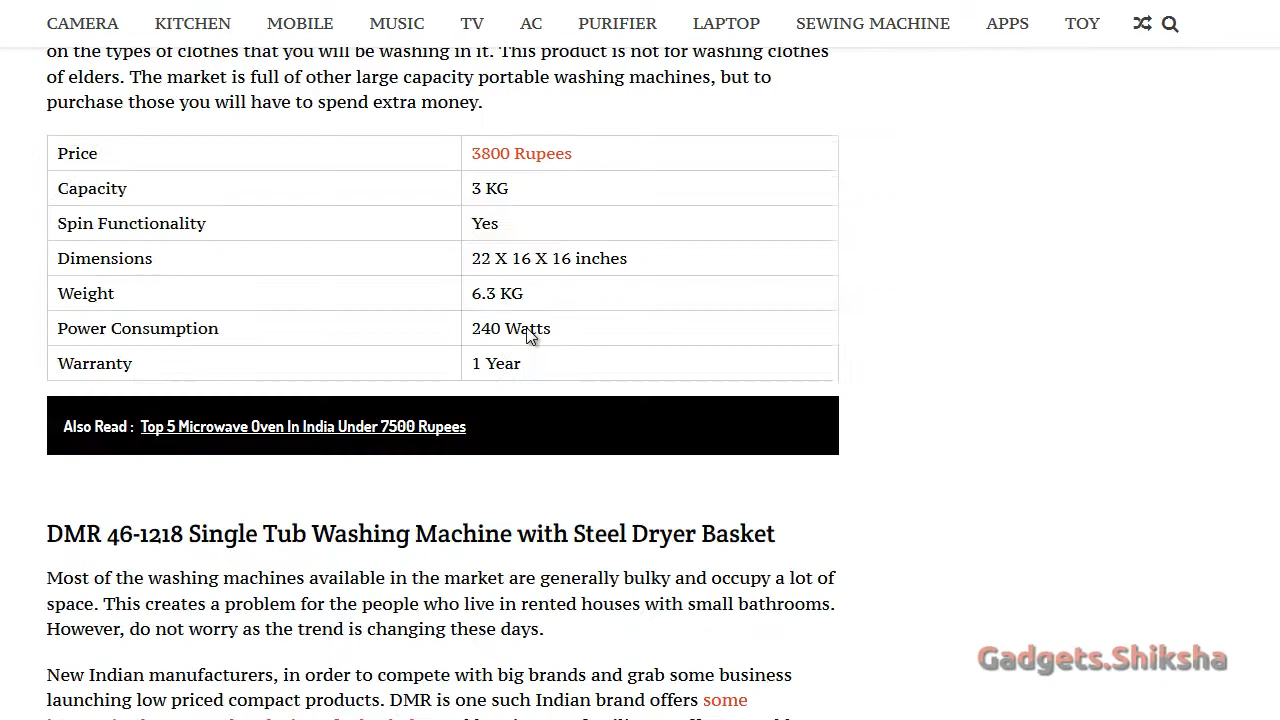 CAMERA KITCHEN MOBILE MUSIC TV AC PURIFIER LAPTOP SEWING MACHINE APPS TOY
on the types of clothes that you will be washing in it. This product is not for washing clothes
of elders. The market is full of other large capacity portable washing machines, but to
purchase those you will have to spend extra money.
Price 3800 Rupees
Capacity 3 KG
Spin Functionality Yes
Dimensions 22 X 16 X 16 inches
Weight 6.3 KG
Power Consumption 240 Watts
Warranty 1 Year
Also Read : Top 5 Microwave Oven In India Under 7500 Rupees
DMR 46-1218 Single Tub Washing Machine with Steel Dryer Basket
Most of the washing machines available in the market are generally bulky and occupy a lot of
space. This creates a problem for the people who live in rented houses with small bathrooms.
However, do not worry as the trend is changing these days.
New Indian manufacturers, in order to compete with big brands and grab some business
launching low priced compact products. DMR is one such Indian brand offers some
Gadgets.Shiksha